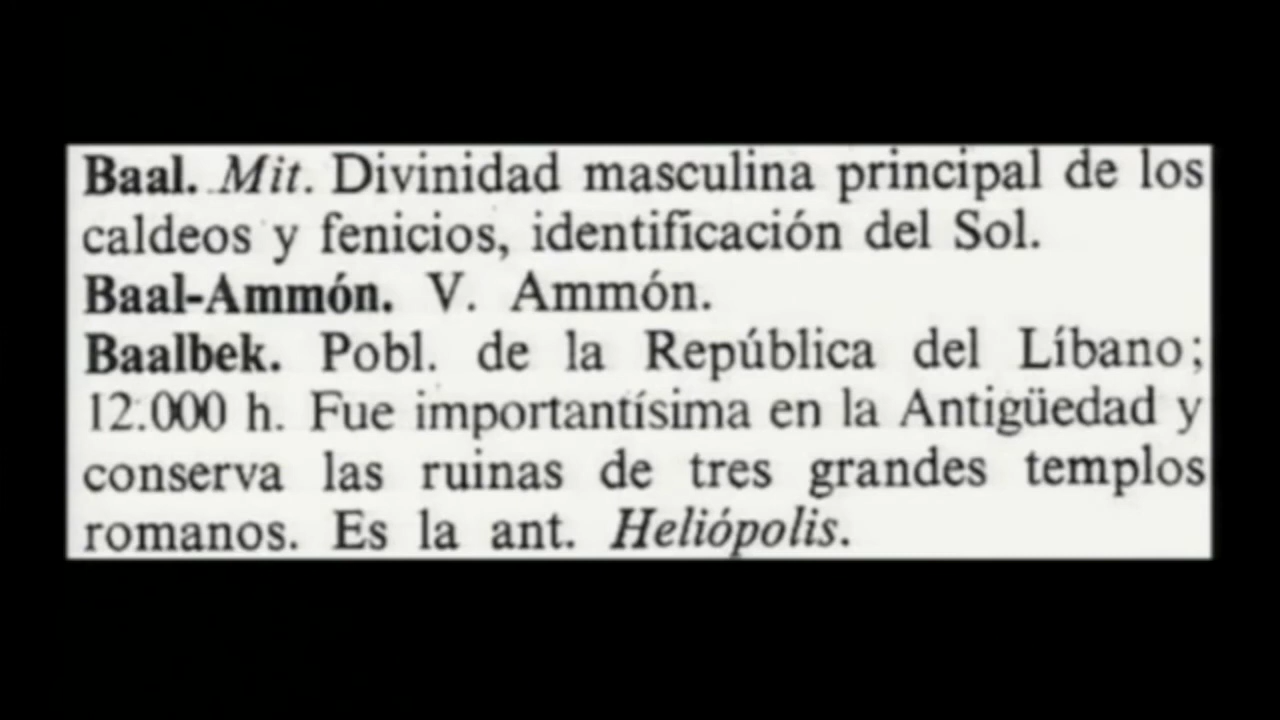 Baal. Mit. Divinidad masculina principal de los
caldeos y fenicios, identificación del Sol.
Baal-Ammón. V. Ammón.
Baalbek. Pobl. de la República del Líbano;
12.000 h. Fue importantísima en la Antigüedad y
conserva las ruinas de tres grandes templos
romanos. Es la ant. Heliópolis.